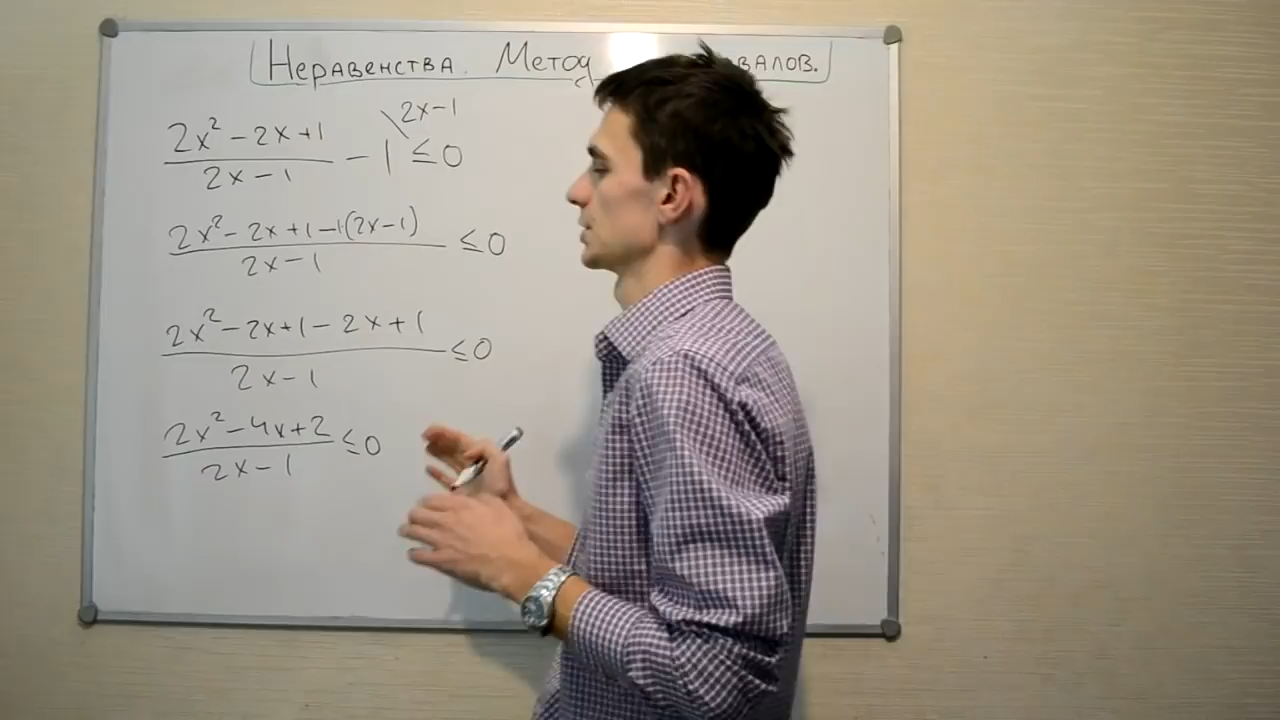 Неравенства. Метод валов.
2x² - 2x + 1 / 2x - 1 - 1 \ 2x - 1 ≤ 0
2x² - 2x + 1 - 1(2x - 1) / 2x - 1 ≤ 0
2x² - 2x + 1 - 2x + 1 / 2x - 1 ≤ 0
2x² - 4x + 2 / 2x - 1 ≤ 0